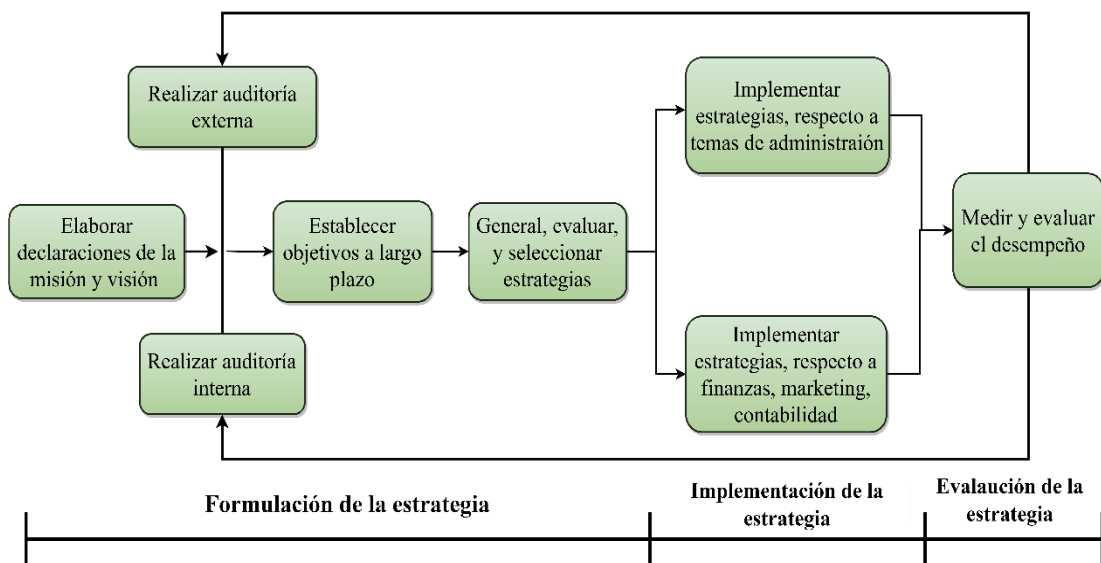 Realizar auditoría
externa
Elaborar
declaraciones de la
misión y visión
Realizar auditoría
interna
Establecer
objetivos a largo
plazo
General, evaluar,
y seleccionar
estrategias
Implementar
estrategias, respecto a
temas de administraión
Implementar
estrategias, respecto a
finanzas, marketing,
contabilidad
Medir y evaluar
el desempeño
Formulación de la estrategia
Implementación de la
estrategia
Evalaución de la
estrategia